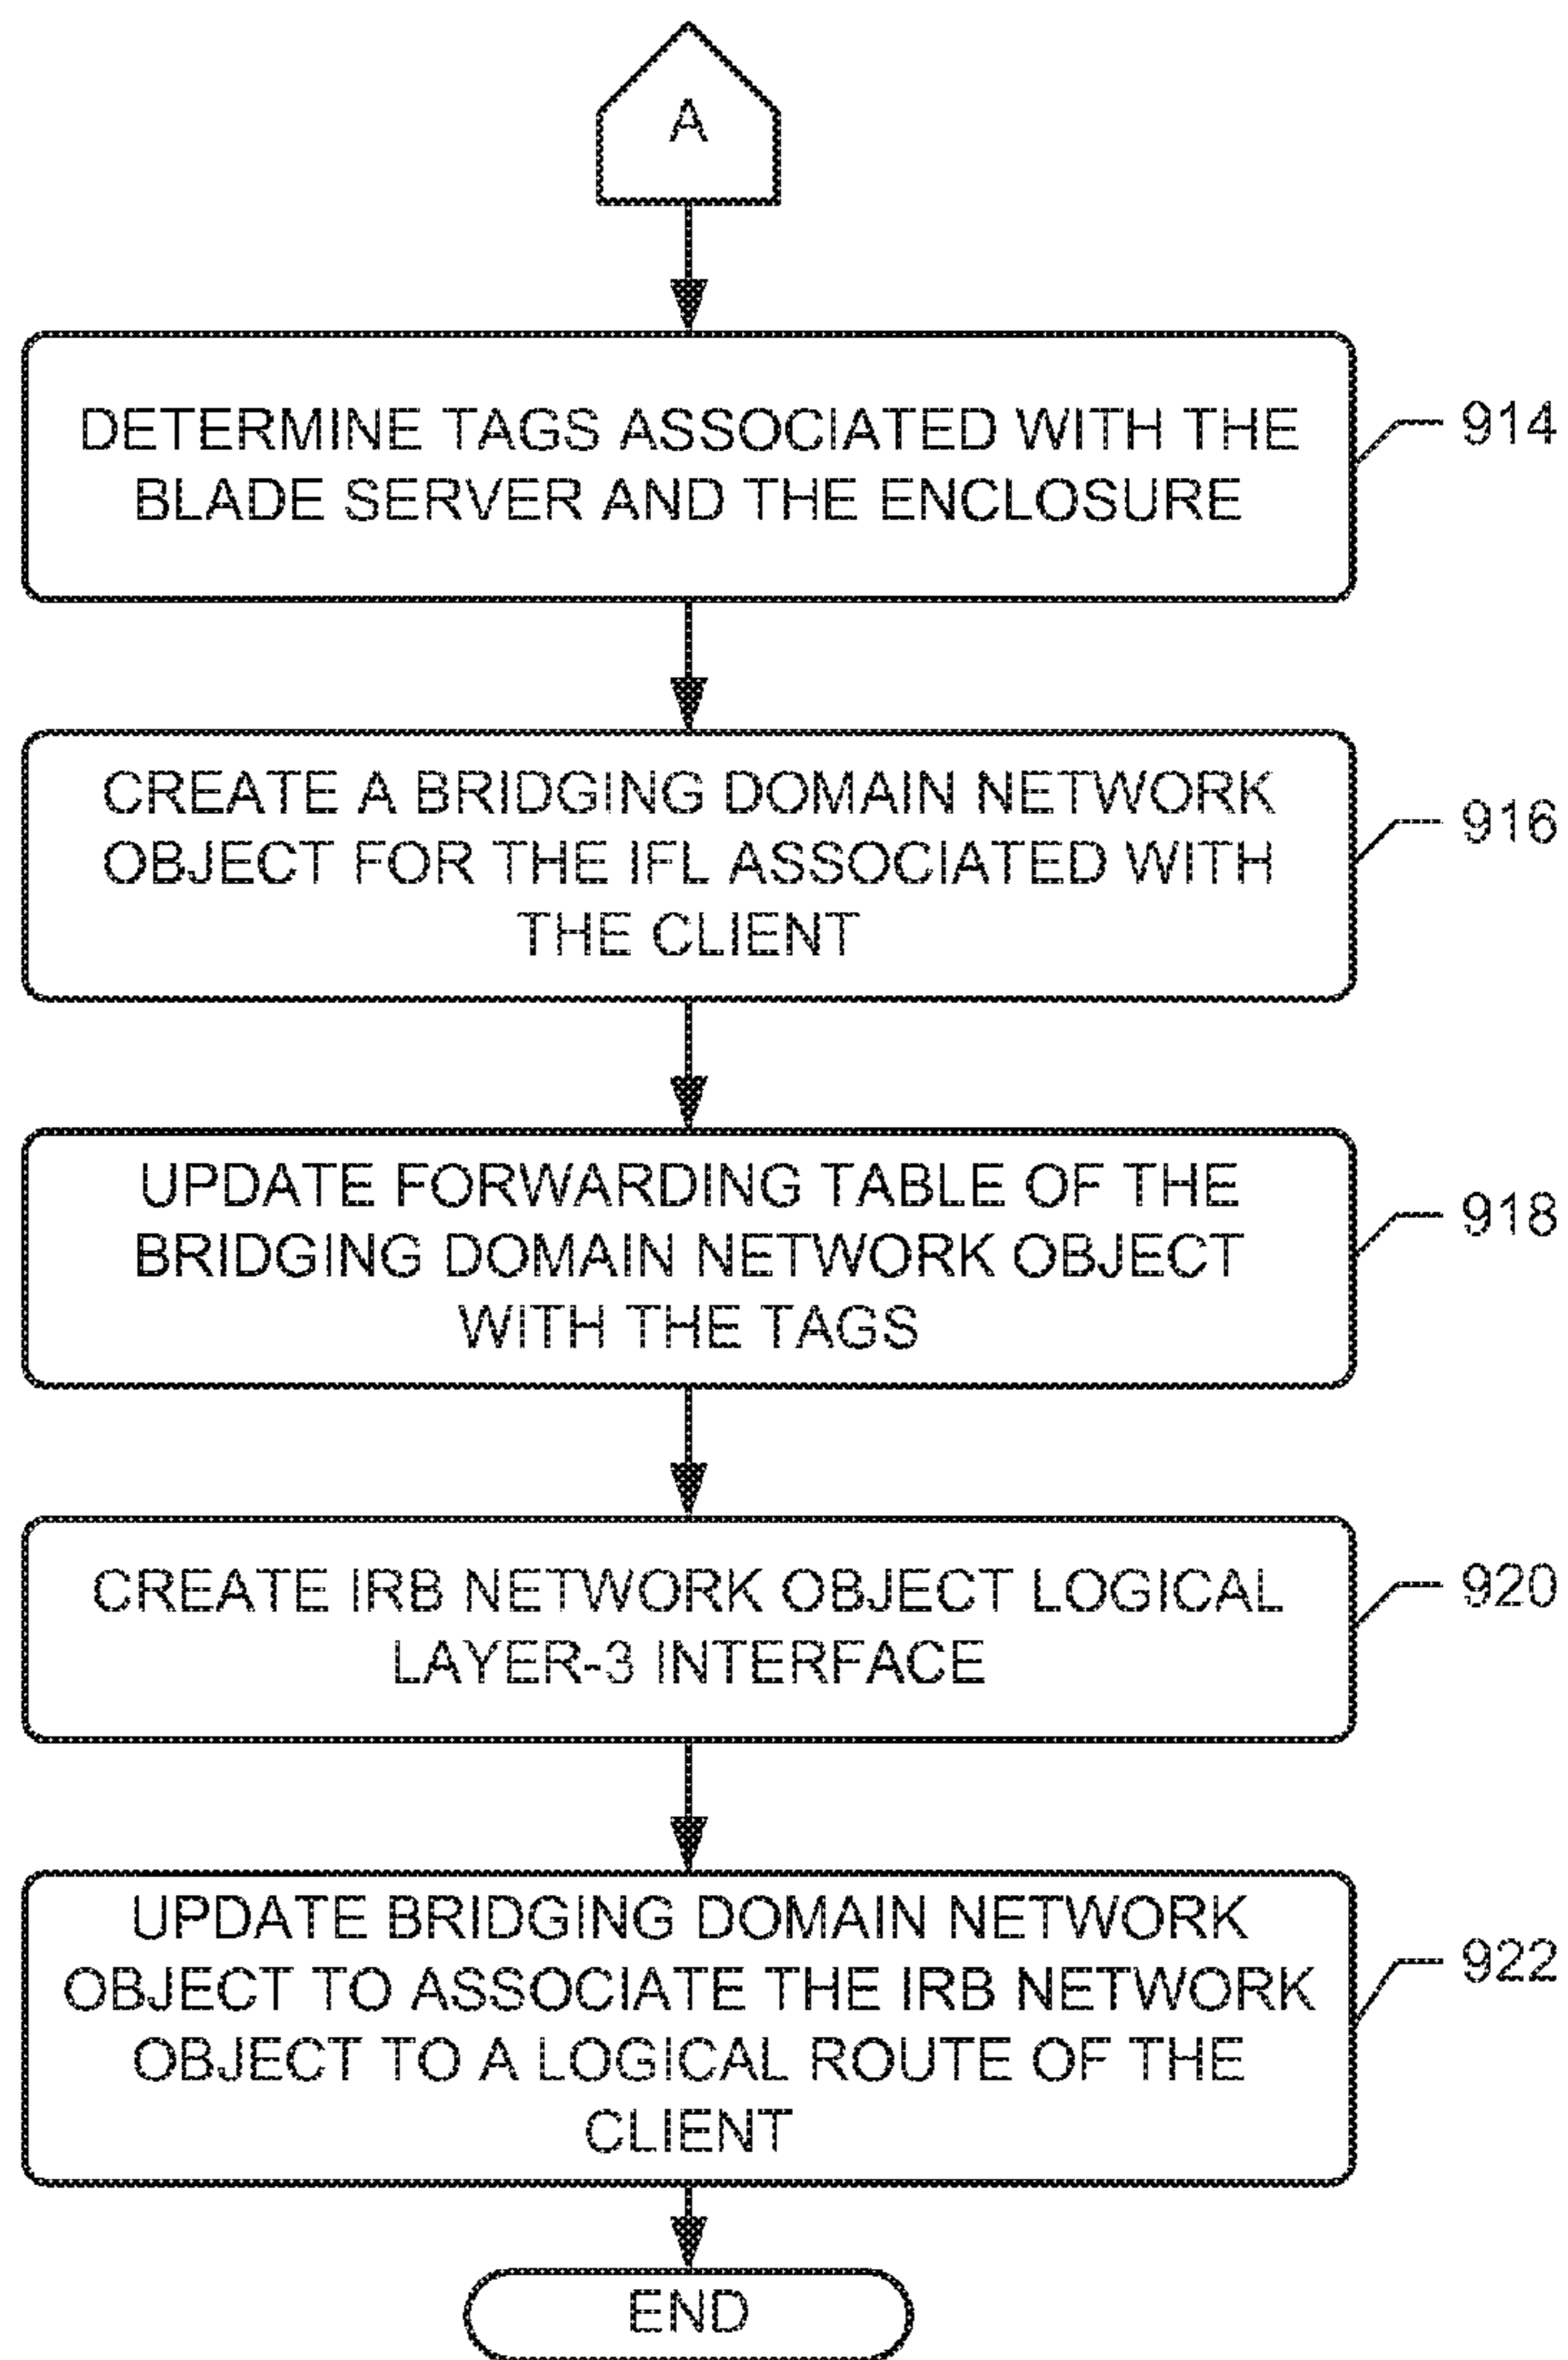 A
DETERMINE TAGS ASSOCIATED WITH THE
BLADE SERVER AND THE ENCLOSURE
914
CREATE A BRIDGING DOMAIN NETWORK
OBJECT FOR THE IFL ASSOCIATED WITH
THE CLIENT
916
UPDATE FORWARDING TABLE OF THE
BRIDGING DOMAIN NETWORK OBJECT
WITH THE TAGS
918
CREATE IRB NETWORK OBJECT LOGICAL
LAYER-3 INTERFACE
920
UPDATE BRIDGING DOMAIN NETWORK
OBJECT TO ASSOCIATE THE IRB NETWORK
OBJECT TO A LOGICAL ROUTE OF THE
CLIENT
922
END